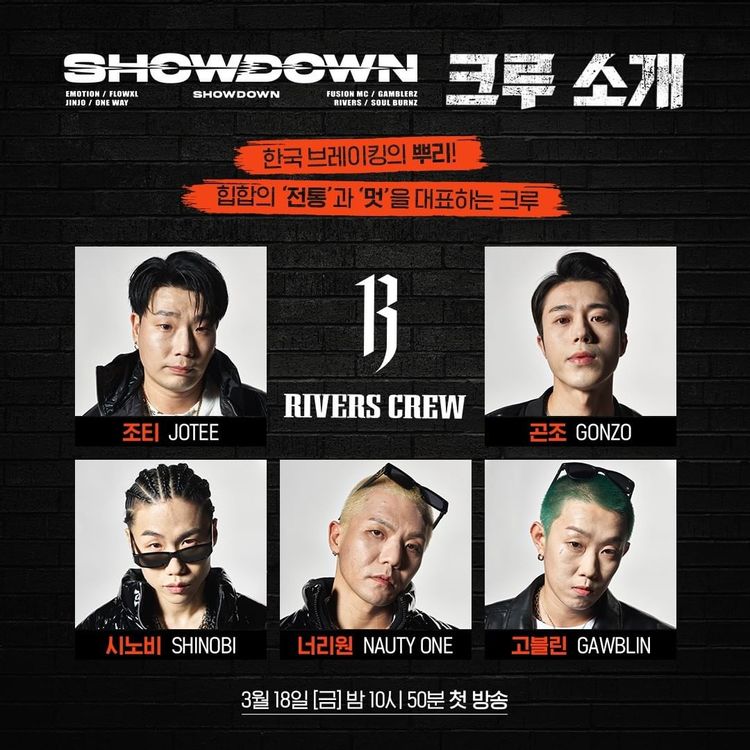 SHOWDOWN 크루 소개
EMOTION / FLOWXL
JINJO / ONE WAY
SHOWDOWN
FUSION MC / GAMBLERZ
RIVERS / SOUL BURNZ
한국 브레이킹의 뿌리!
힙합의 ‘전통’과 ‘멋’을 대표하는 크루
R
RIVERS CREW
조티 JOTEE
곤조 GONZO
시노비 SHINOBI
너리원 NAUTY ONE
고블린 GAWBLIN
3월 18일 [금] 밤 10시 50분 첫 방송